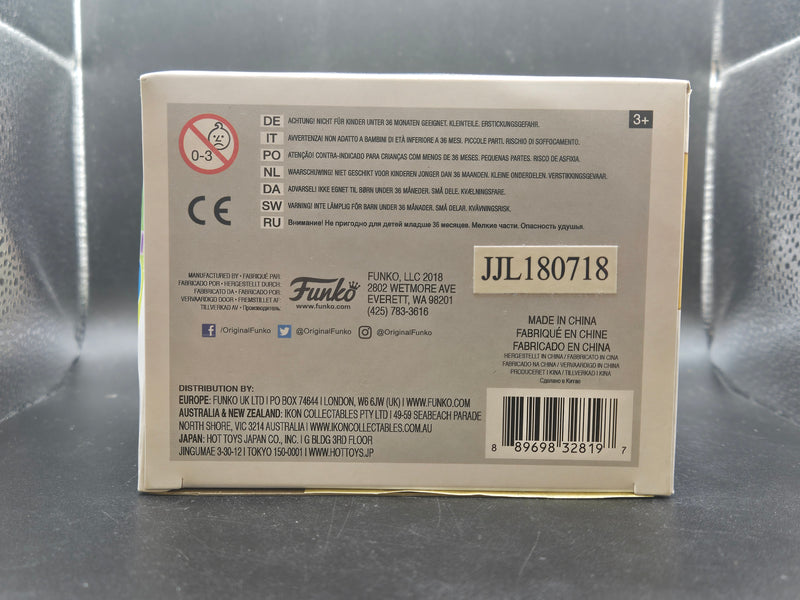 0-3
DE ACHTUNG! NICHT FÜR KINDER UNTER 36 MONATEN GEEIGNET. KLEINTEILE. ERSTICKUNGSGEFAHR.
IT AVVERTENZA! NON ADATTO A BAMBINI DI ETÀ INFERIORE A 36 MESI. PICCOLE PARTI. RISCHIO DI SOFFOCAMENTO.
PO ATENÇÃO! CONTRA-INDICADO PARA CRIANÇAS COM MENOS DE 36 MESES. PEQUENAS PARTES. RISCO DE ASFIXIA.
NL WAARSCHUWING! NIET GESCHIKT VOOR KINDEREN JONGER DAN 36 MAANDEN. KLEINE ONDERDELEN. VERSTIKKINGSGEVAAR.
DA ADVARSEL! IKKE EGNET TIL BØRN UNDER 36 MÅNEDER. SMÅ DELE. KVÆLNINGSFARE.
SW VARNING! INTE LÄMPLIG FÖR BARN UNDER 36 MÅNADER. SMÅ DELAR. KVÄVNINGSRISK.
RU Внимание! Не пригодно для детей младше 36 месяцев. Мелкие части. Опасность удушья.
3+
CE
MANUFACTURED BY • FABRIQUÉ PAR:
FABRICADO POR • HERGESTELLT DURCH:
FABBRICATO DA • FABRICADO POR:
VERVAARDIGD DOOR • FREMSTILLET AF:
TILLVERKAD AV • Производитель:
Funko
www.funko.com
FUNKO, LLC 2018
2802 WETMORE AVE
EVERETT, WA 98201
(425) 783-3616
JJL180718
/OriginalFunko @OriginalFunko @OriginalFunko
MADE IN CHINA
FABRIQUÉ EN CHINE
FABRICADO EN CHINA
HERGESTELLT IN CHINA / FABBRICATO IN CINA
FABRICADO NA CHINA / VERVAARDIGD IN CHINA
PRODUCERET I KINA / TILLVERKAD I KINA
Сделано в Китае
DISTRIBUTION BY:
EUROPE: FUNKO UK LTD I PO BOX 74644 I LONDON, W6 6JW (UK) I WWW.FUNKO.COM
AUSTRALIA & NEW ZEALAND: IKON COLLECTABLES PTY LTD I 49-59 SEABEACH PARADE
NORTH SHORE, VIC 3214 AUSTRALIA I WWW.IKONCOLLECTABLES.COM.AU
JAPAN: HOT TOYS JAPAN CO., INC. I G BLDG 3RD FLOOR
JINGUMAE 3-30-12 I TOKYO 150-0001 I WWW.HOTTOYS.JP
8 89698 32819 7